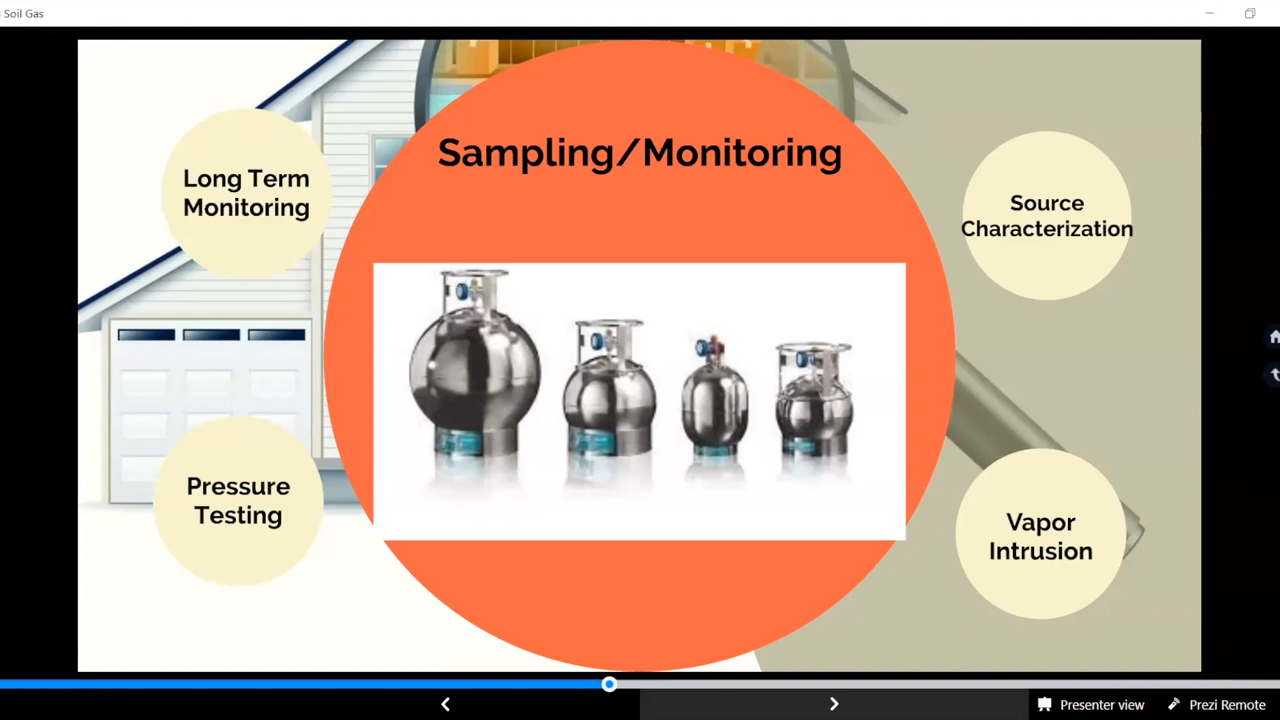 Soil Gas
Sampling/Monitoring
Long Term
Monitoring
Source
Characterization
Pressure
Testing
Vapor
Intrusion
Presenter view
Prezi Remote